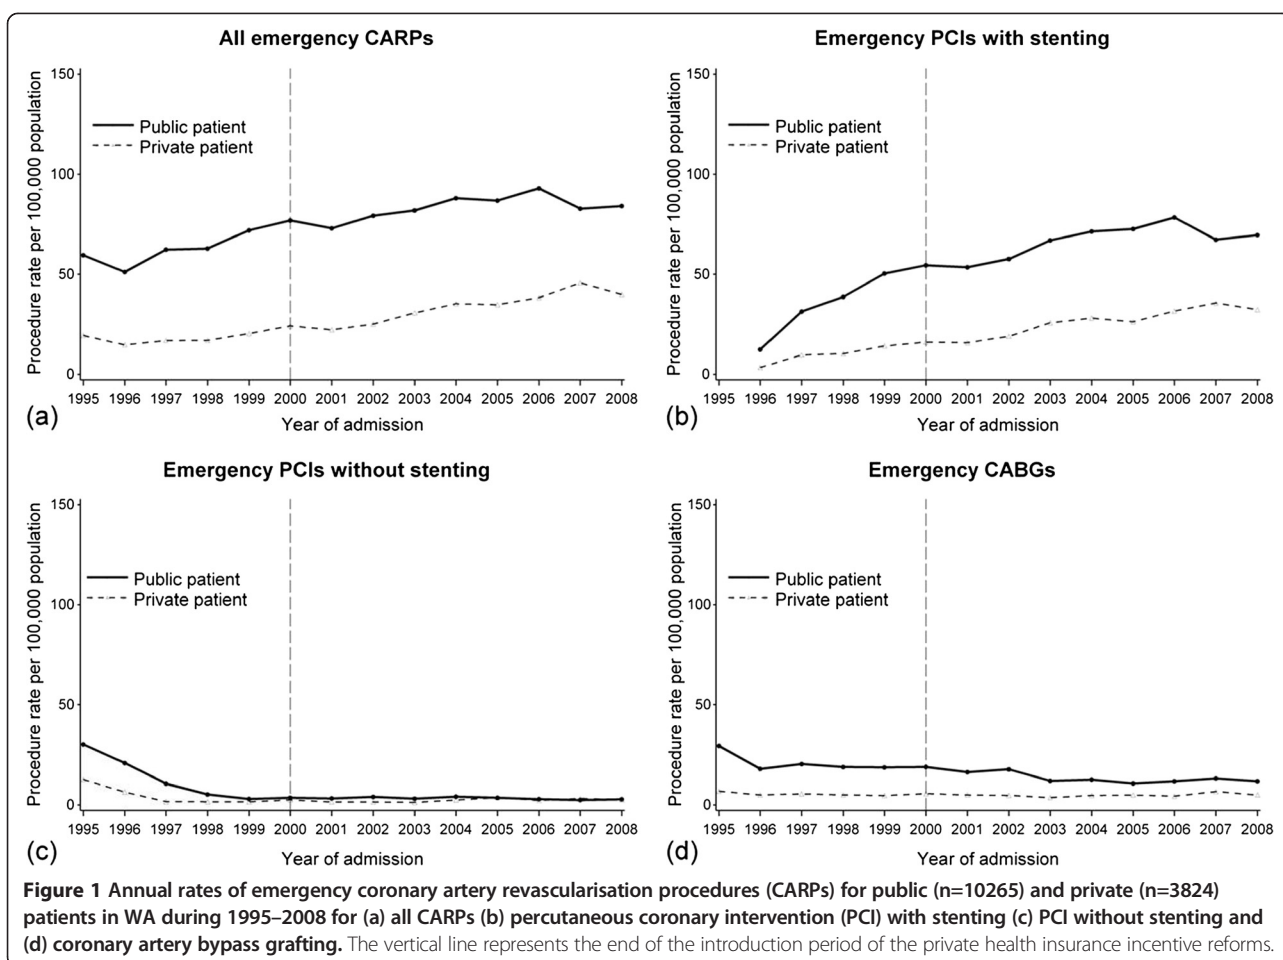 All emergency CARPs
Procedure rate per 100,000 population
150
100
50
0
Public patient
Private patient
1995 1996 1997 1998 1999 2000 2001 2002 2003 2004 2005 2006 2007 2008
(a)
Year of admission
Emergency PCIs with stenting
Procedure rate per 100,000 population
150
100
50
0
Public patient
Private patient
1995 1996 1997 1998 1999 2000 2001 2002 2003 2004 2005 2006 2007 2008
(b)
Year of admission
Emergency PCIs without stenting
Procedure rate per 100,000 population
150
100
50
0
Public patient
Private patient
1995 1996 1997 1998 1999 2000 2001 2002 2003 2004 2005 2006 2007 2008
(c)
Year of admission
Emergency CABGs
Procedure rate per 100,000 population
150
100
50
0
Public patient
Private patient
1995 1996 1997 1998 1999 2000 2001 2002 2003 2004 2005 2006 2007 2008
(d)
Year of admission
Figure 1 Annual rates of emergency coronary artery revascularisation procedures (CARPs) for public (n=10265) and private (n=3824)
patients in WA during 1995–2008 for (a) all CARPs (b) percutaneous coronary intervention (PCI) with stenting (c) PCI without stenting and
(d) coronary artery bypass grafting. The vertical line represents the end of the introduction period of the private health insurance incentive reforms.